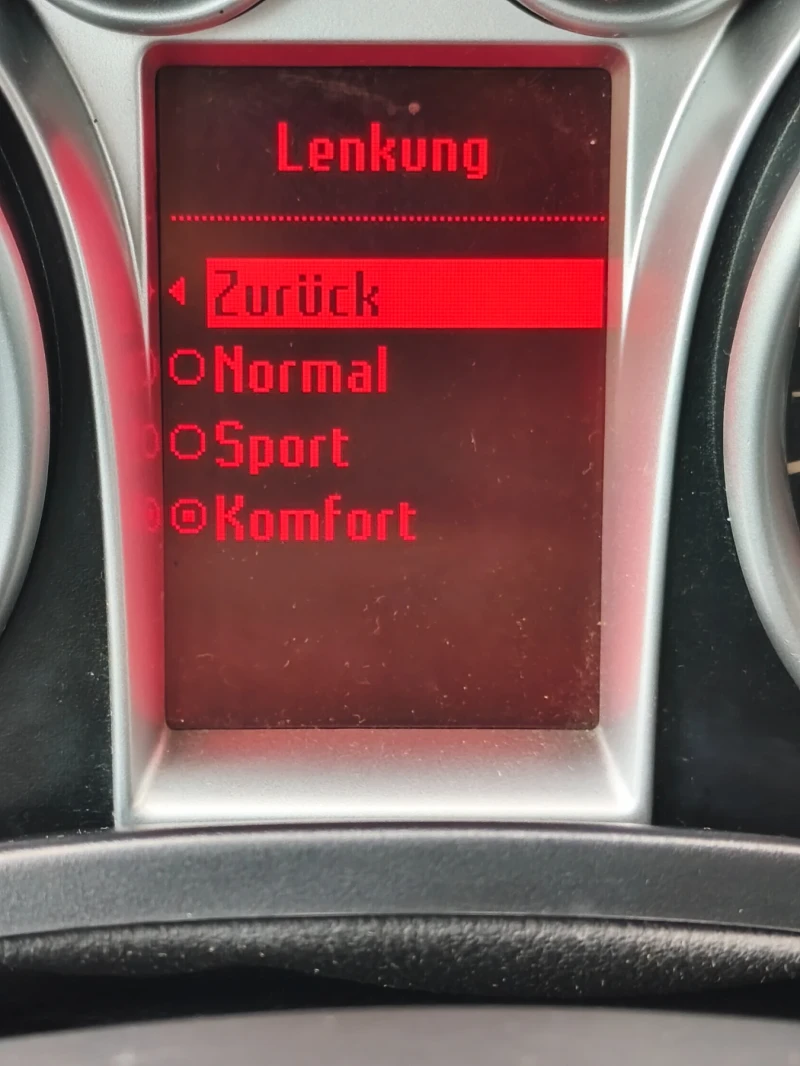 Lenkung
Zurück
Normal
Sport
Komfort